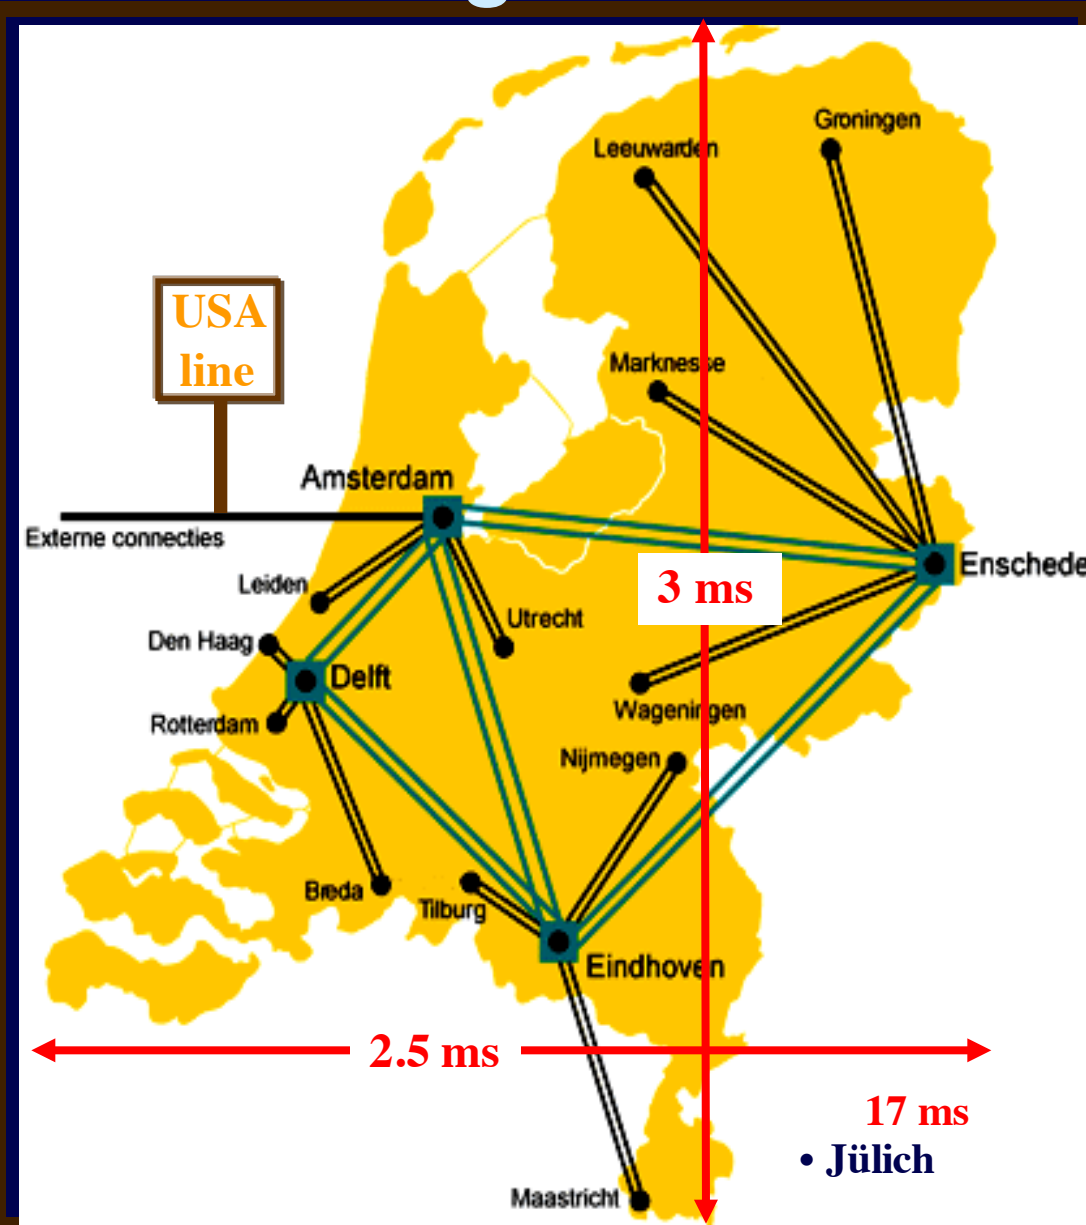 Groningen
Leeuwarden
USA
line
Marknesse
Amsterdam
Externe connecties
Enschede
3 ms
Leiden
Utrecht
Den Haag
Delft
Rotterdam
Wageningen
Nijmegen
Breda
Tilburg
Eindhoven
2.5 ms
17 ms
• Jülich
Maastricht